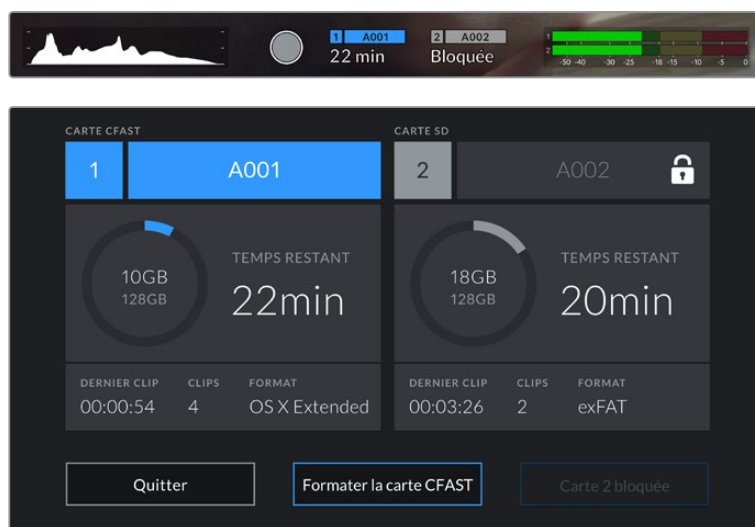 1 A001 2 A002
22 min Bloquée
1
2
-50 -40 -30 -25 -18 -15 -10 -5 0
CARTE CFAST CARTE SD
1 A001 2 A002
10GB
128GB
TEMPS RESTANT
22min
18GB
128GB
TEMPS RESTANT
20min
DERNIER CLIP CLIPS FORMAT
00:00:54 4 OS X Extended
DERNIER CLIP CLIPS FORMAT
00:03:26 2 exFAT
Quitter Formater la carte CFAST Carte 2 bloquée